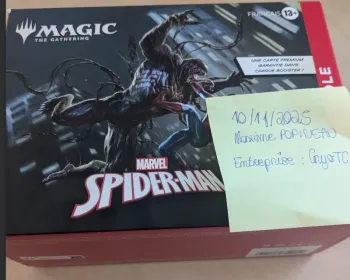 MAGIC
THE GATHERING
FRANÇAIS 13+
UNE CARTE PREMIUM
GARANTIE DANS
CHAQUE BOOSTER !
MARVEL
SPIDER-MAN
10/11/2025
Maxime
Entreprise :